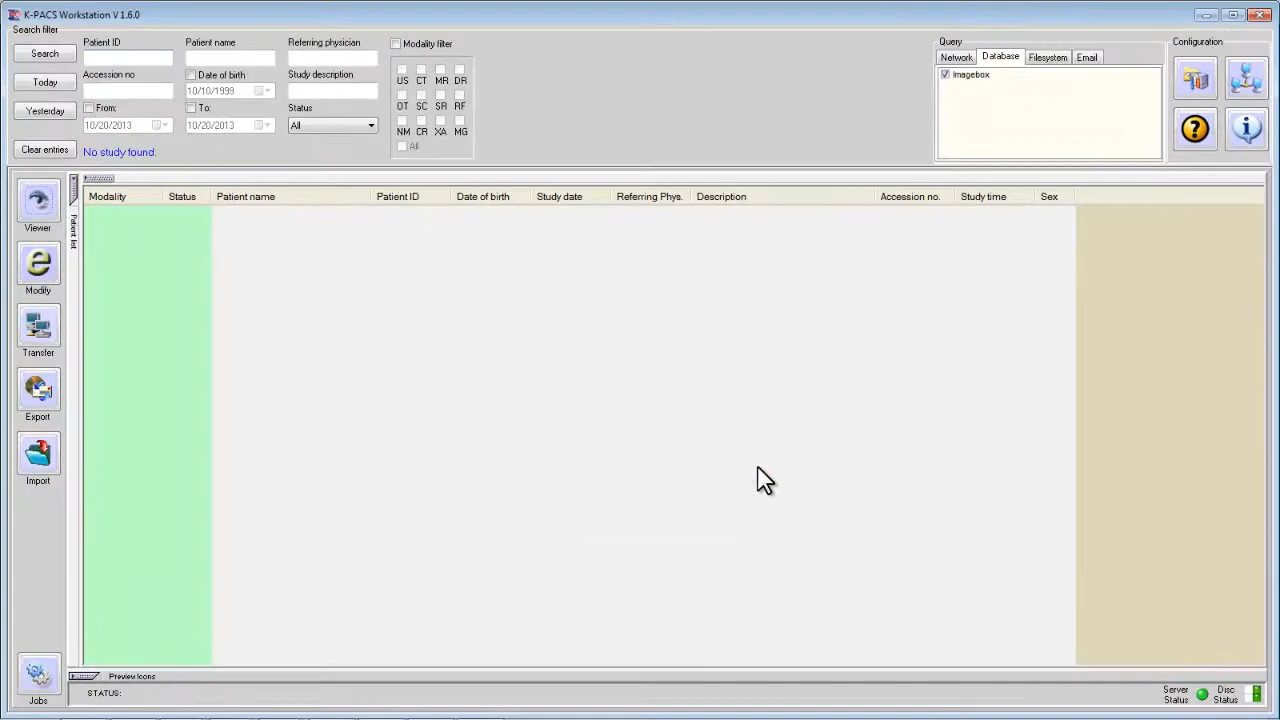 K-PACS Workstation V 1.6.0
Search filter
Search
Today
Yesterday
Clear entries
Patient ID
Patient name
Referring physician
Accession no
Date of birth
10/10/1999
Study description
From:
10/20/2013
To:
10/20/2013
Status
All
No study found.
Modality filter
US CT MR DR
OT SC SR RF
NM CR XA MG
All
Query
Network Database Filesystem Email
Imagebox
Configuration
Viewer
Modify
Transfer
Export
Import
Jobs
Patient list
Modality Status Patient name Patient ID Date of birth Study date Referring Phys. Description Accession no. Study time Sex
Preview Icons
STATUS:
Server Status
Disc Status